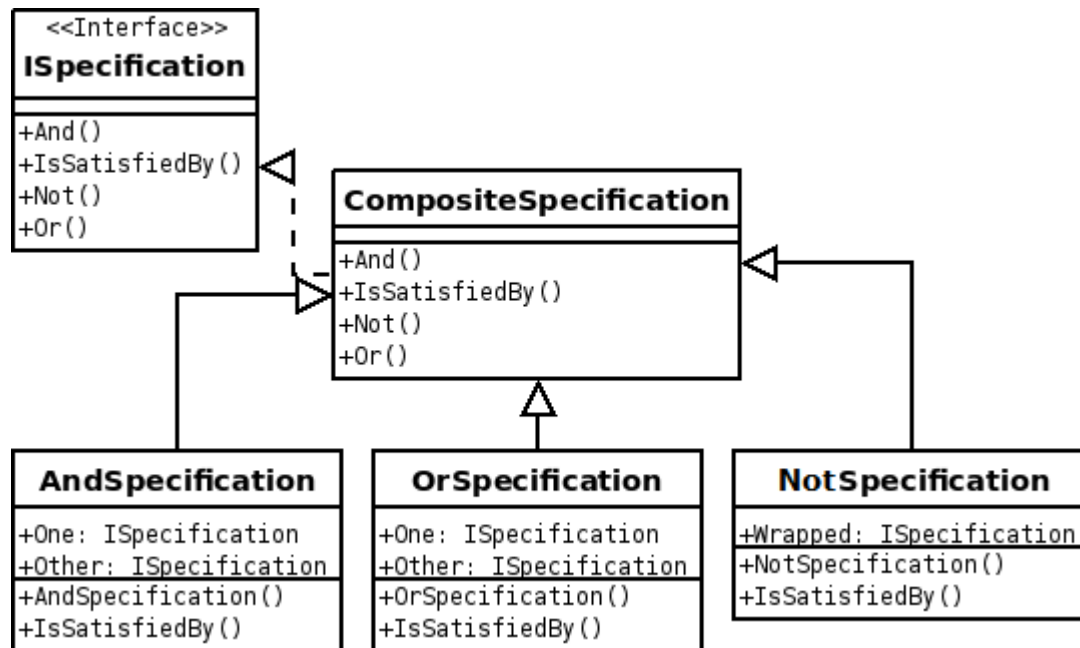 <<Interface>>
ISpecification
+And()
+IsSatisfiedBy()
+Not()
+Or()
CompositeSpecification
+And()
+IsSatisfiedBy()
+Not()
+Or()
AndSpecification
+One: ISpecification
+Other: ISpecification
+AndSpecification()
+IsSatisfiedBy()
OrSpecification
+One: ISpecification
+Other: ISpecification
+OrSpecification()
+IsSatisfiedBy()
NotSpecification
+Wrapped: ISpecification
+NotSpecification()
+IsSatisfiedBy()